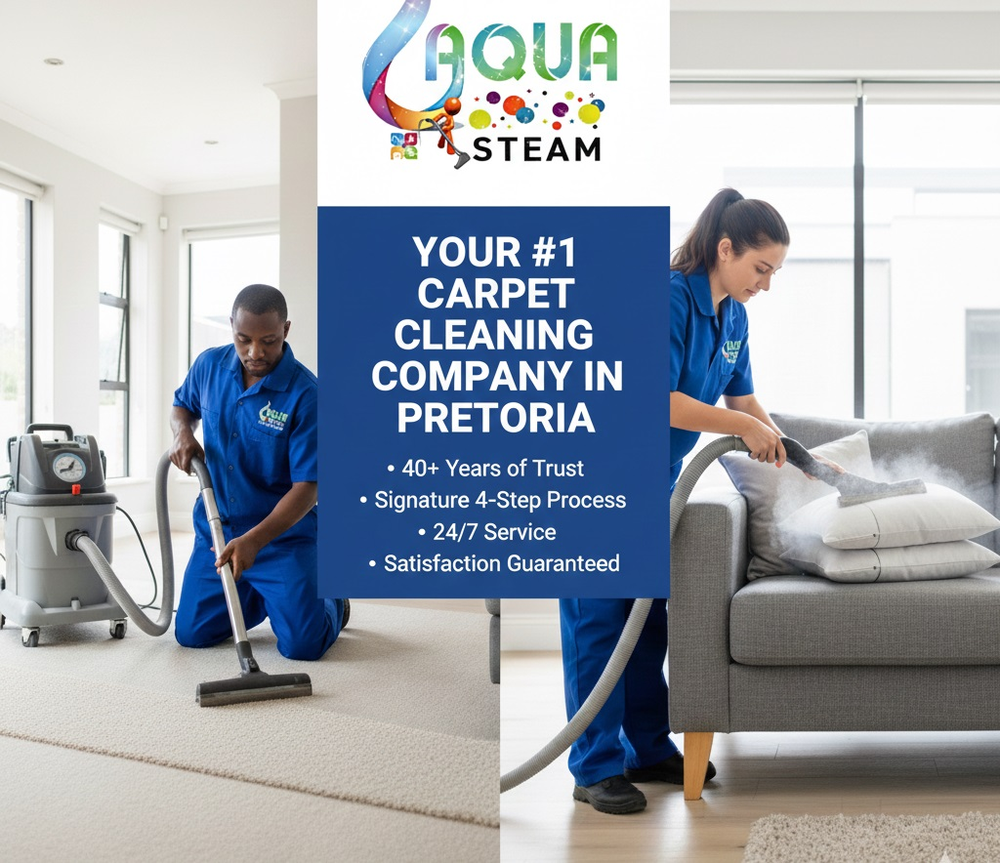 AQUA
STEAM
YOUR #1
CARPET
CLEANING
COMPANY IN
PRETORIA
• 40+ Years of Trust
• Signature 4-Step Process
• 24/7 Service
• Satisfaction Guaranteed
AQUA